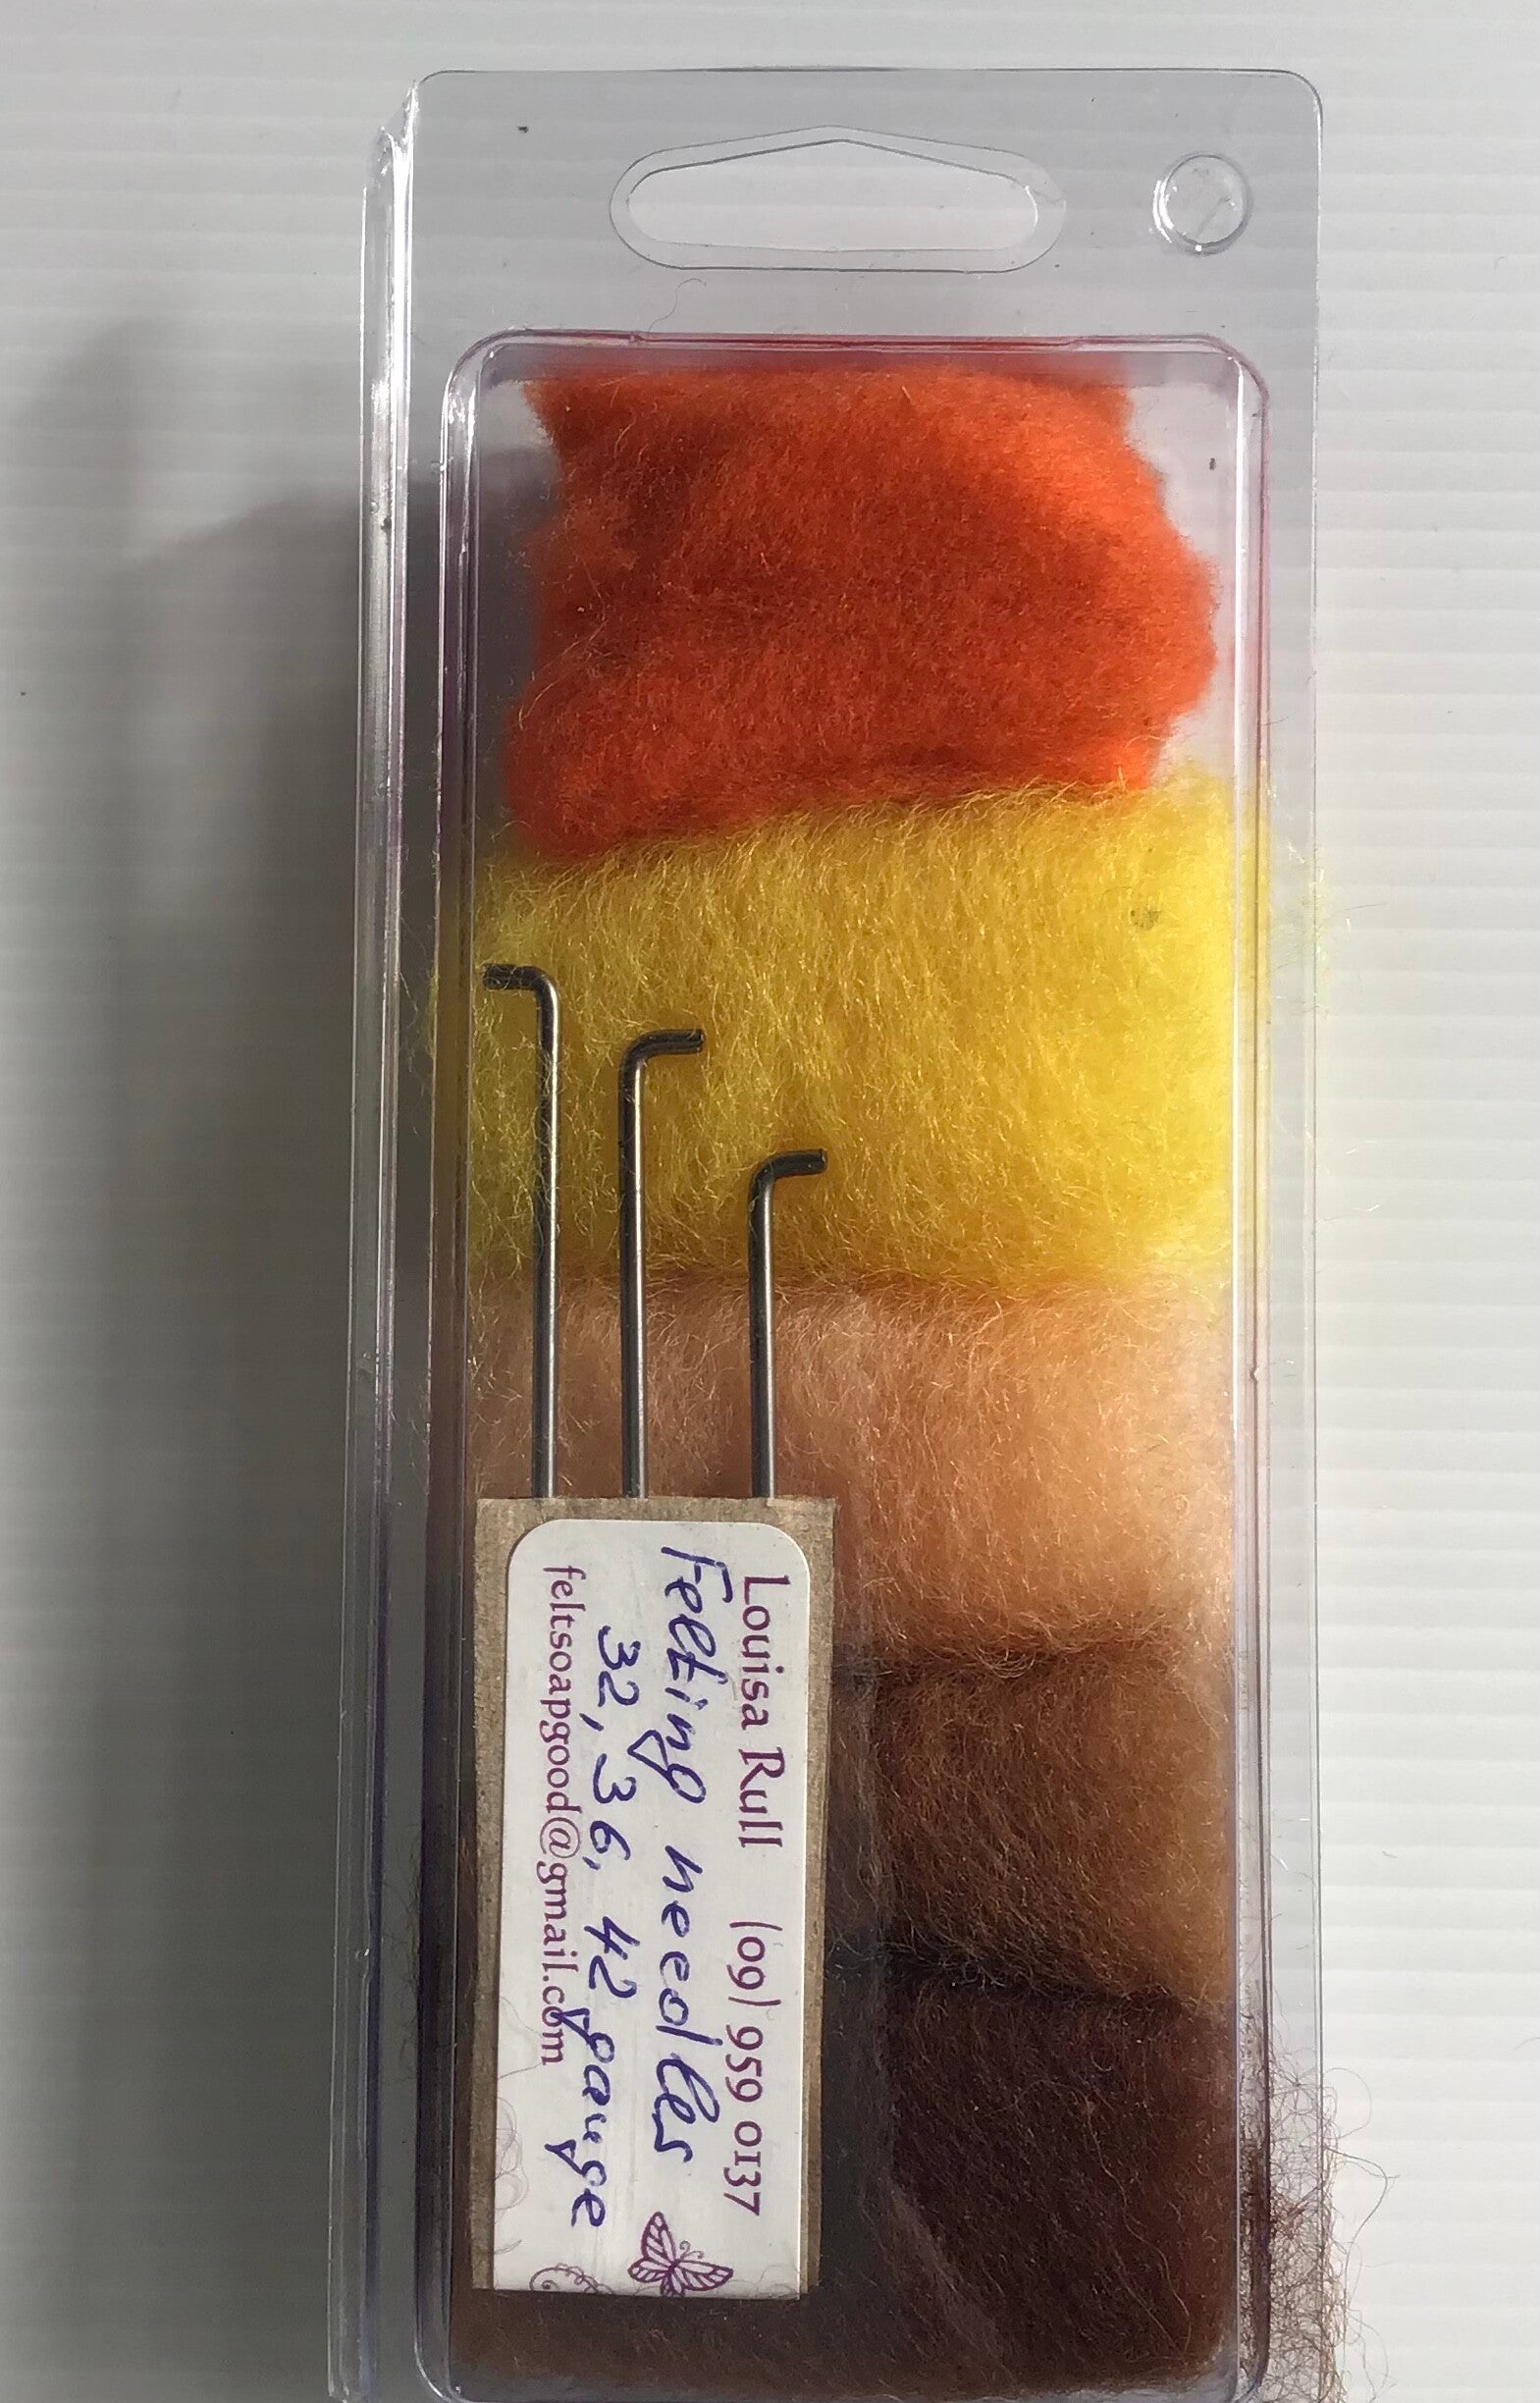 Louisa Rull (09) 959 0137
Felting needles
32, 36, 42 gauge
feltsoapgood@gmail.com